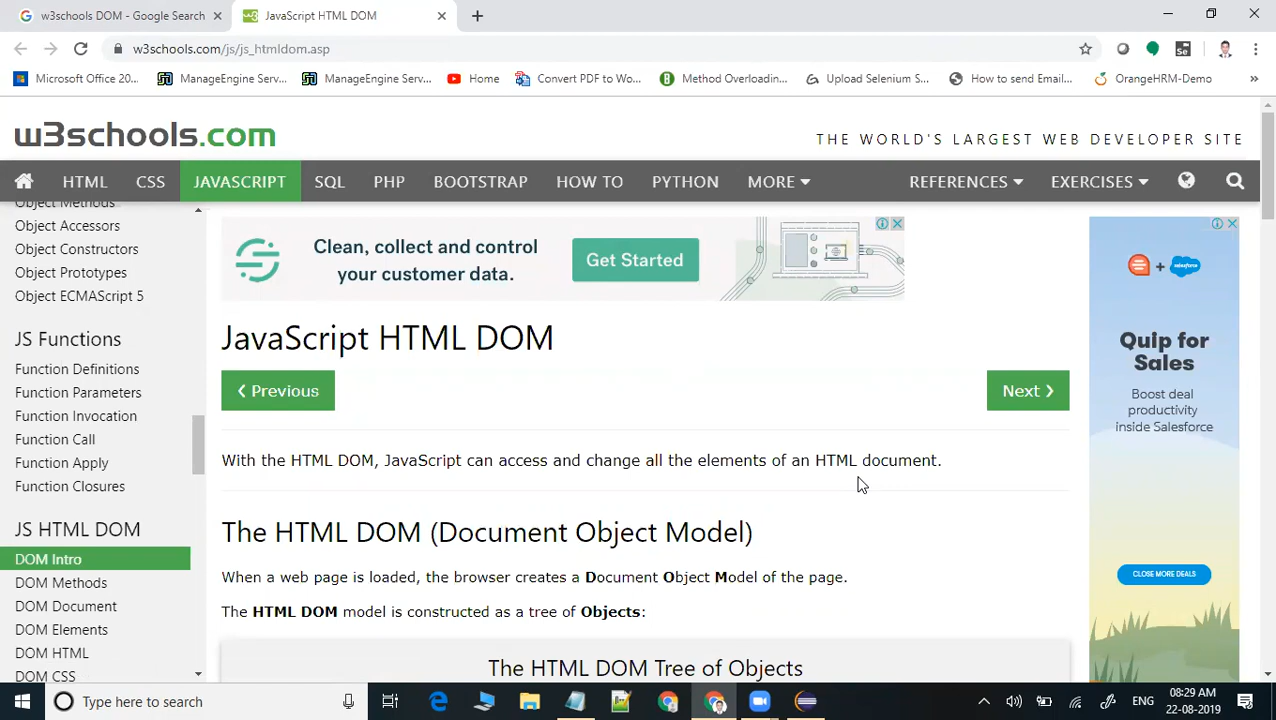 w3schools DOM - Google Search
JavaScript HTML DOM
w3schools.com/js/js_htmldom.asp
Microsoft Office 20...
ManageEngine Serv...
ManageEngine Serv...
Home
Convert PDF to Wo...
Method Overloadin...
Upload Selenium S...
How to send Email...
OrangeHRM-Demo
»
w3schools.com
THE WORLD'S LARGEST WEB DEVELOPER SITE
HTML CSS JAVASCRIPT SQL PHP BOOTSTRAP HOW TO PYTHON MORE REFERENCES EXERCISES
Object Methods
Object Accessors
Object Constructors
Object Prototypes
Object ECMAScript 5
JS Functions
Function Definitions
Function Parameters
Function Invocation
Function Call
Function Apply
Function Closures
JS HTML DOM
DOM Intro
DOM Methods
DOM Document
DOM Elements
DOM HTML
DOM CSS
Clean, collect and control
your customer data.
Get Started
JavaScript HTML DOM
❮ Previous
Next ❯
With the HTML DOM, JavaScript can access and change all the elements of an HTML document.
The HTML DOM (Document Object Model)
When a web page is loaded, the browser creates a Document Object Model of the page.
The HTML DOM model is constructed as a tree of Objects:
The HTML DOM Tree of Objects
salesforce
Quip for
Sales
Boost deal
productivity
inside Salesforce
CLOSE MORE DEALS
Type here to search
ENG
08:29 AM
22-08-2019